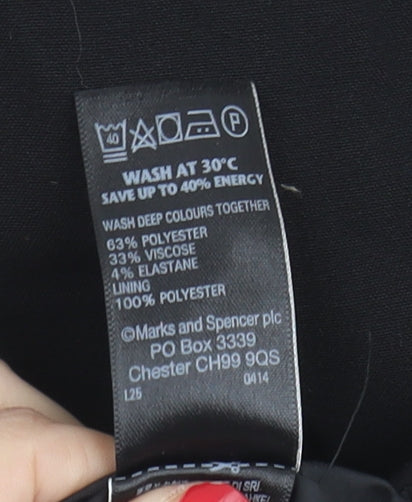 40
P
WASH AT 30°C
SAVE UP TO 40% ENERGY
WASH DEEP COLOURS TOGETHER
63% POLYESTER
33% VISCOSE
4% ELASTANE
LINING
100% POLYESTER
©Marks and Spencer plc
PO Box 3339
Chester CH99 9QS
L25 0414